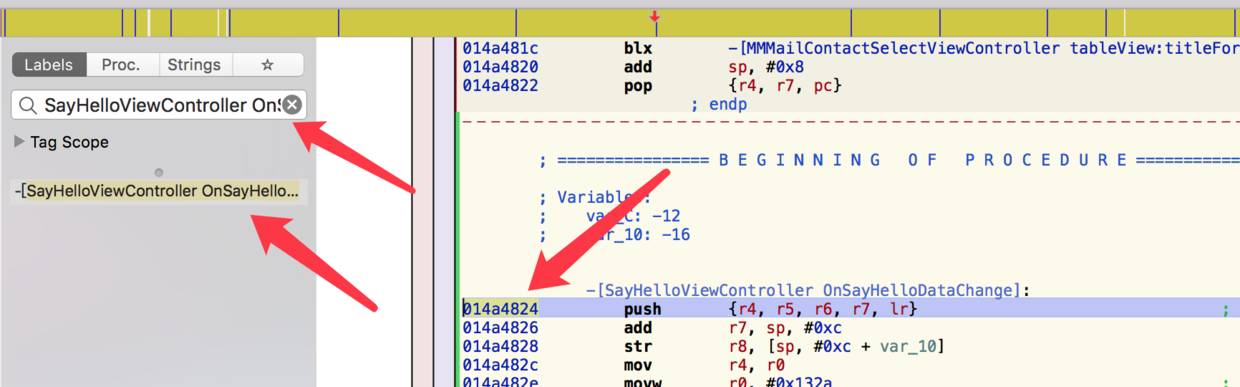 Labels Proc. Strings ☆
SayHelloViewController OnS
Tag Scope
-[SayHelloViewController OnSayHello...
014a481c blx -[MMMailContactSelectViewController tableView:titleFor
014a4820 add sp, #0x8
014a4822 pop {r4, r7, pc}
; endp
; ================ B E G I N N I N G O F P R O C E D U R E ===========
; Variables:
; var_C: -12
; var_10: -16
-[SayHelloViewController OnSayHelloDataChange]:
014a4824 push {r4, r5, r6, r7, lr} ;
014a4826 add r7, sp, #0xc
014a4828 str r8, [sp, #0xc + var_10]
014a482c mov r4, r0
014a482e movw r0, #0x132a ;